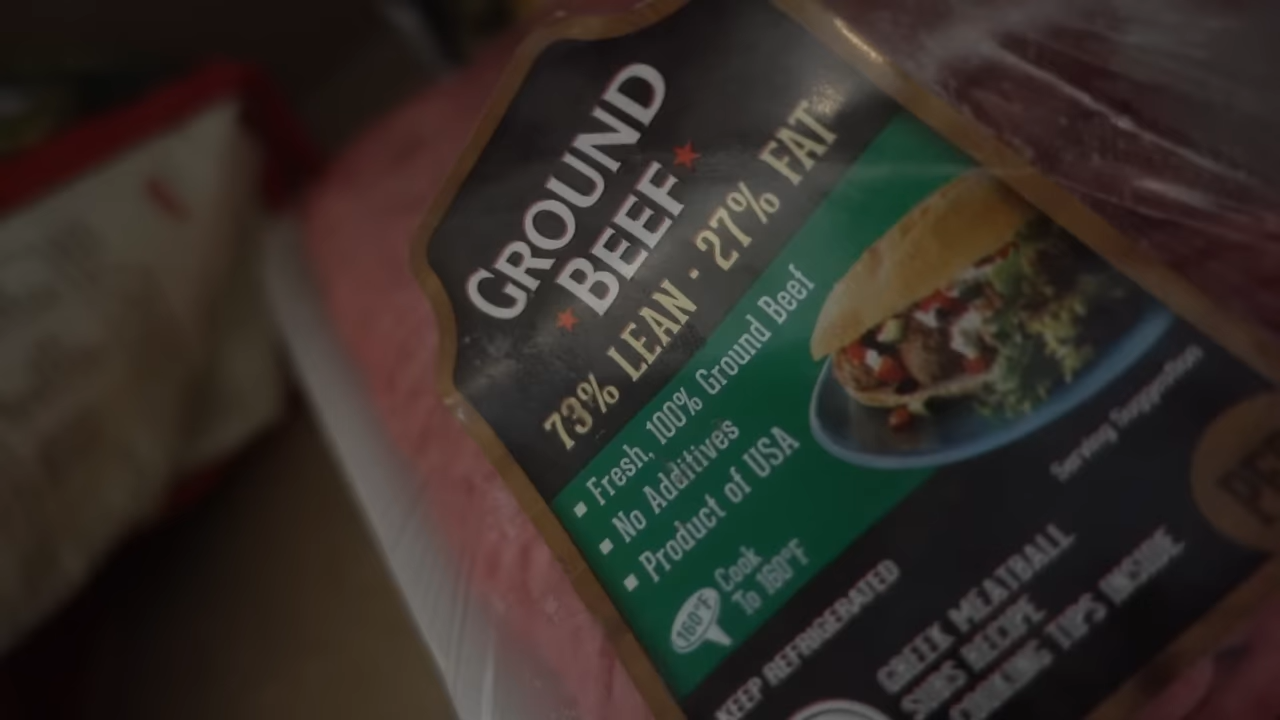 GROUND
BEEF
73% LEAN - 27% FAT
▪ Fresh, 100% Ground Beef
▪ No Additives
▪ Product of USA
160°F
Cook
To 160°F
Serving Suggestion
KEEP REFRIGERATED
GREEK MEATBALL
SUBS RECIPE
COOKING TIPS INSIDE